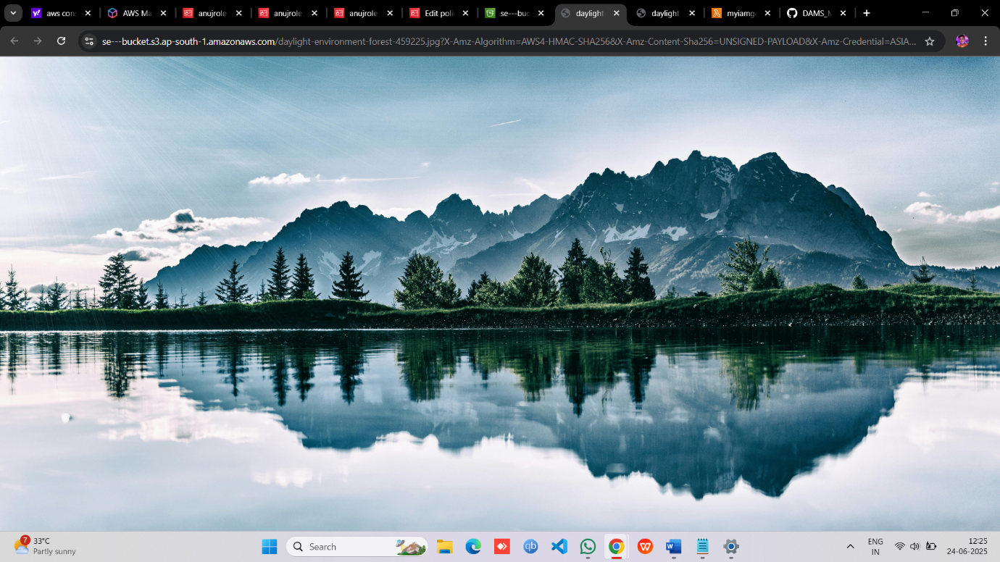 aws con
AWS Ma
anujrole
anujrole
anujrole
Edit poli
se---buc
daylight
daylight
myiamg
DAMS_M
se---bucket.s3.ap-south-1.amazonaws.com/daylight-environment-forest-459225.jpg?X-Amz-Algorithm=AWS4-HMAC-SHA256&X-Amz-Content-Sha256=UNSIGNED-PAYLOAD&X-Amz-Credential=ASIA...
7
33°C
Partly sunny
Search
qb
ENG
IN
12:25
24-06-2025